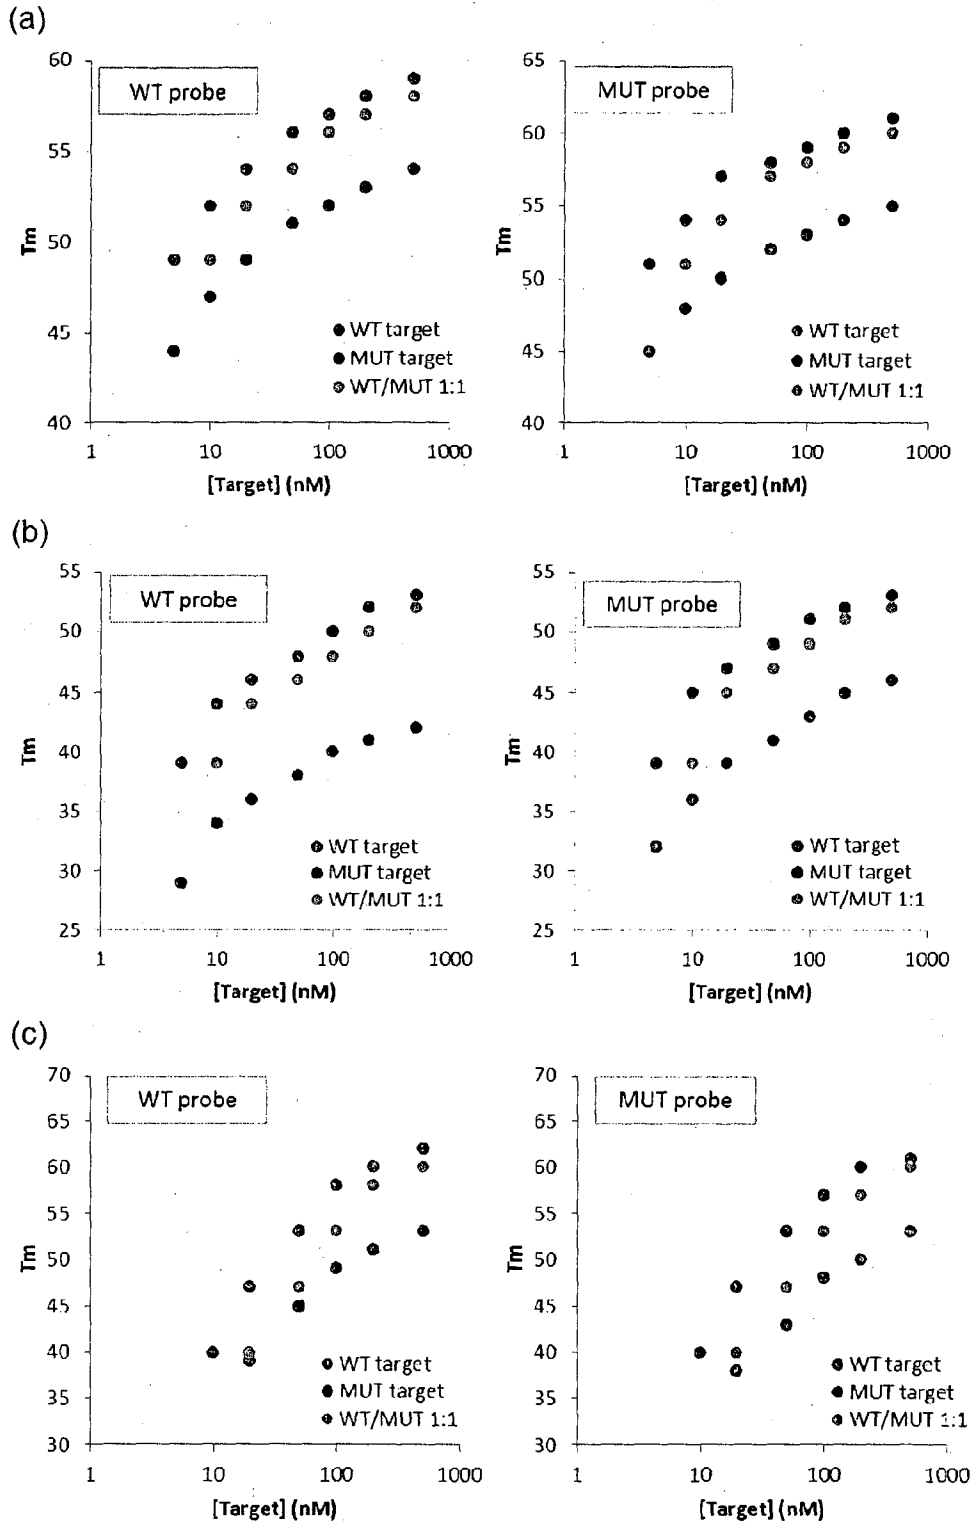 (a)
WT probe
60
55
50
45
40
Tm
WT target
MUT target
WT/MUT 1:1
1 10 100 1000
[Target] (nM)
MUT probe
65
60
55
50
45
40
Tm
WT target
MUT target
WT/MUT 1:1
1 10 100 1000
[Target] (nM)
(b)
WT probe
55
50
45
40
35
30
25
Tm
WT target
MUT target
WT/MUT 1:1
1 10 100 1000
[Target] (nM)
MUT probe
55
50
45
40
35
30
25
Tm
WT target
MUT target
WT/MUT 1:1
1 10 100 1000
[Target] (nM)
(c)
WT probe
70
65
60
55
50
45
40
35
30
Tm
WT target
MUT target
WT/MUT 1:1
1 10 100 1000
[Target] (nM)
MUT probe
70
65
60
55
50
45
40
35
30
Tm
WT target
MUT target
WT/MUT 1:1
1 10 100 1000
[Target] (nM)